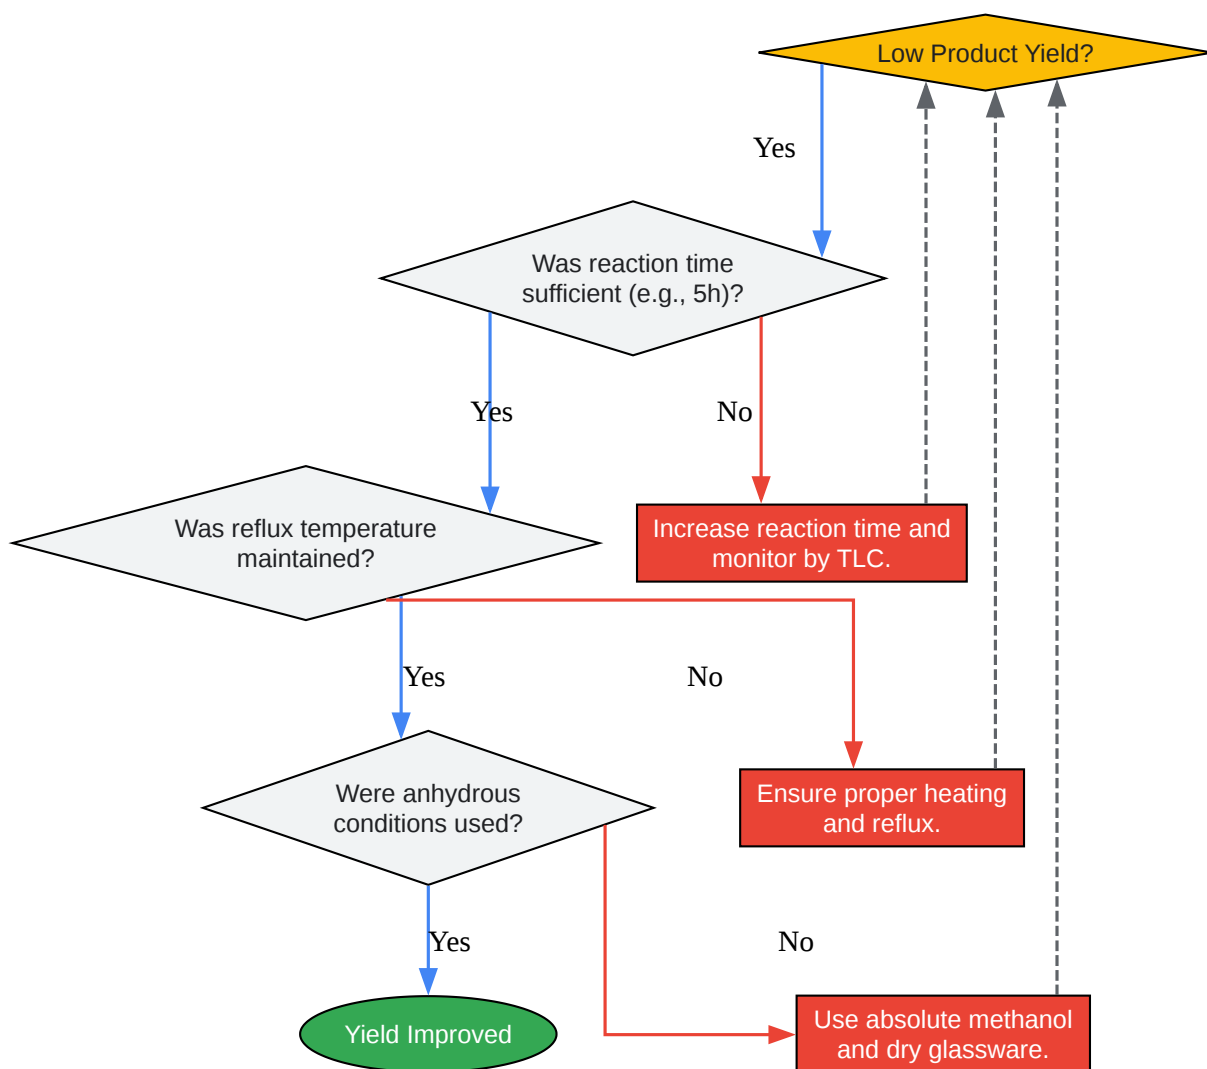 Low Product Yield?
Yes
Was reaction time
sufficient (e.g., 5h)?
Yes
No
Was reflux temperature
maintained?
Increase reaction time and
monitor by TLC.
Yes
No
Were anhydrous
conditions used?
Ensure proper heating
and reflux.
Yes
No
Yield Improved
Use absolute methanol
and dry glassware.